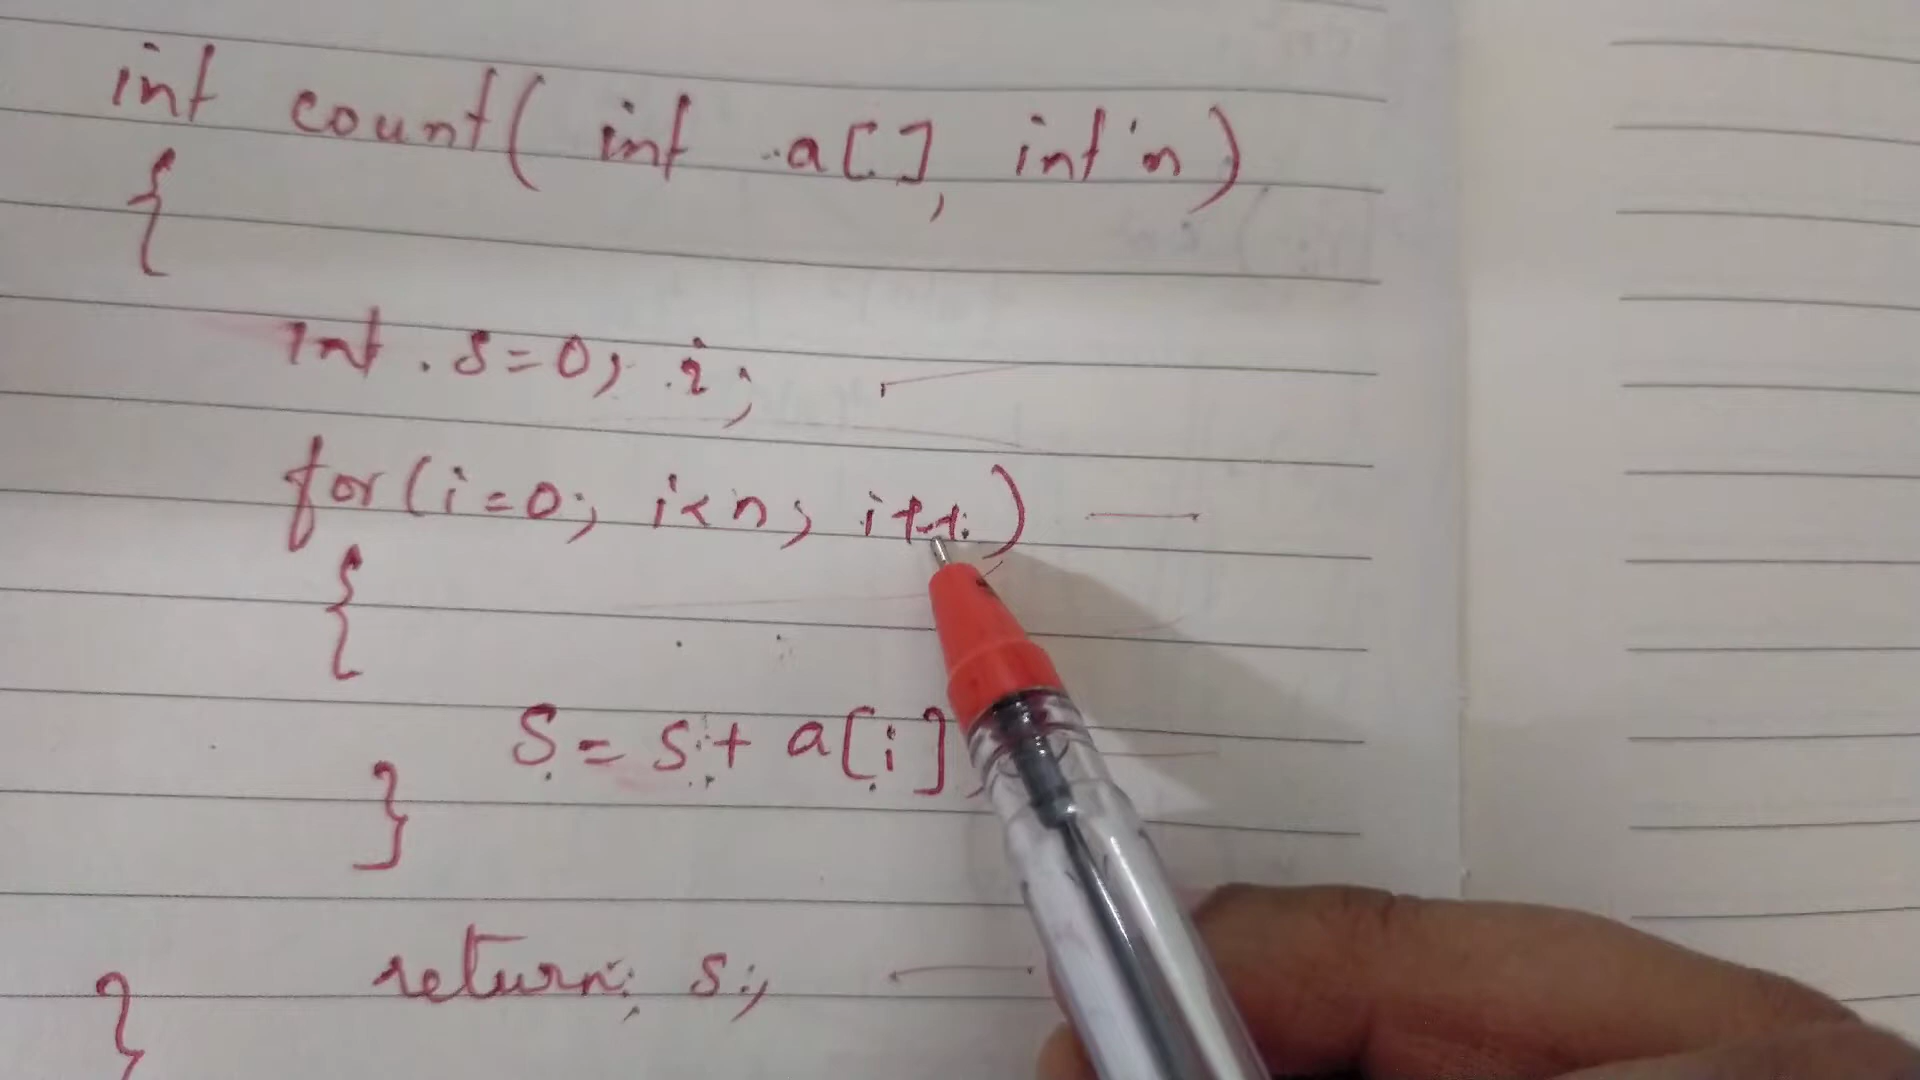 int count( int a[], int n)
{
int s=0, i;
for(i=0; i<n; i++)
{
S = s + a[i];
}
return s;
}